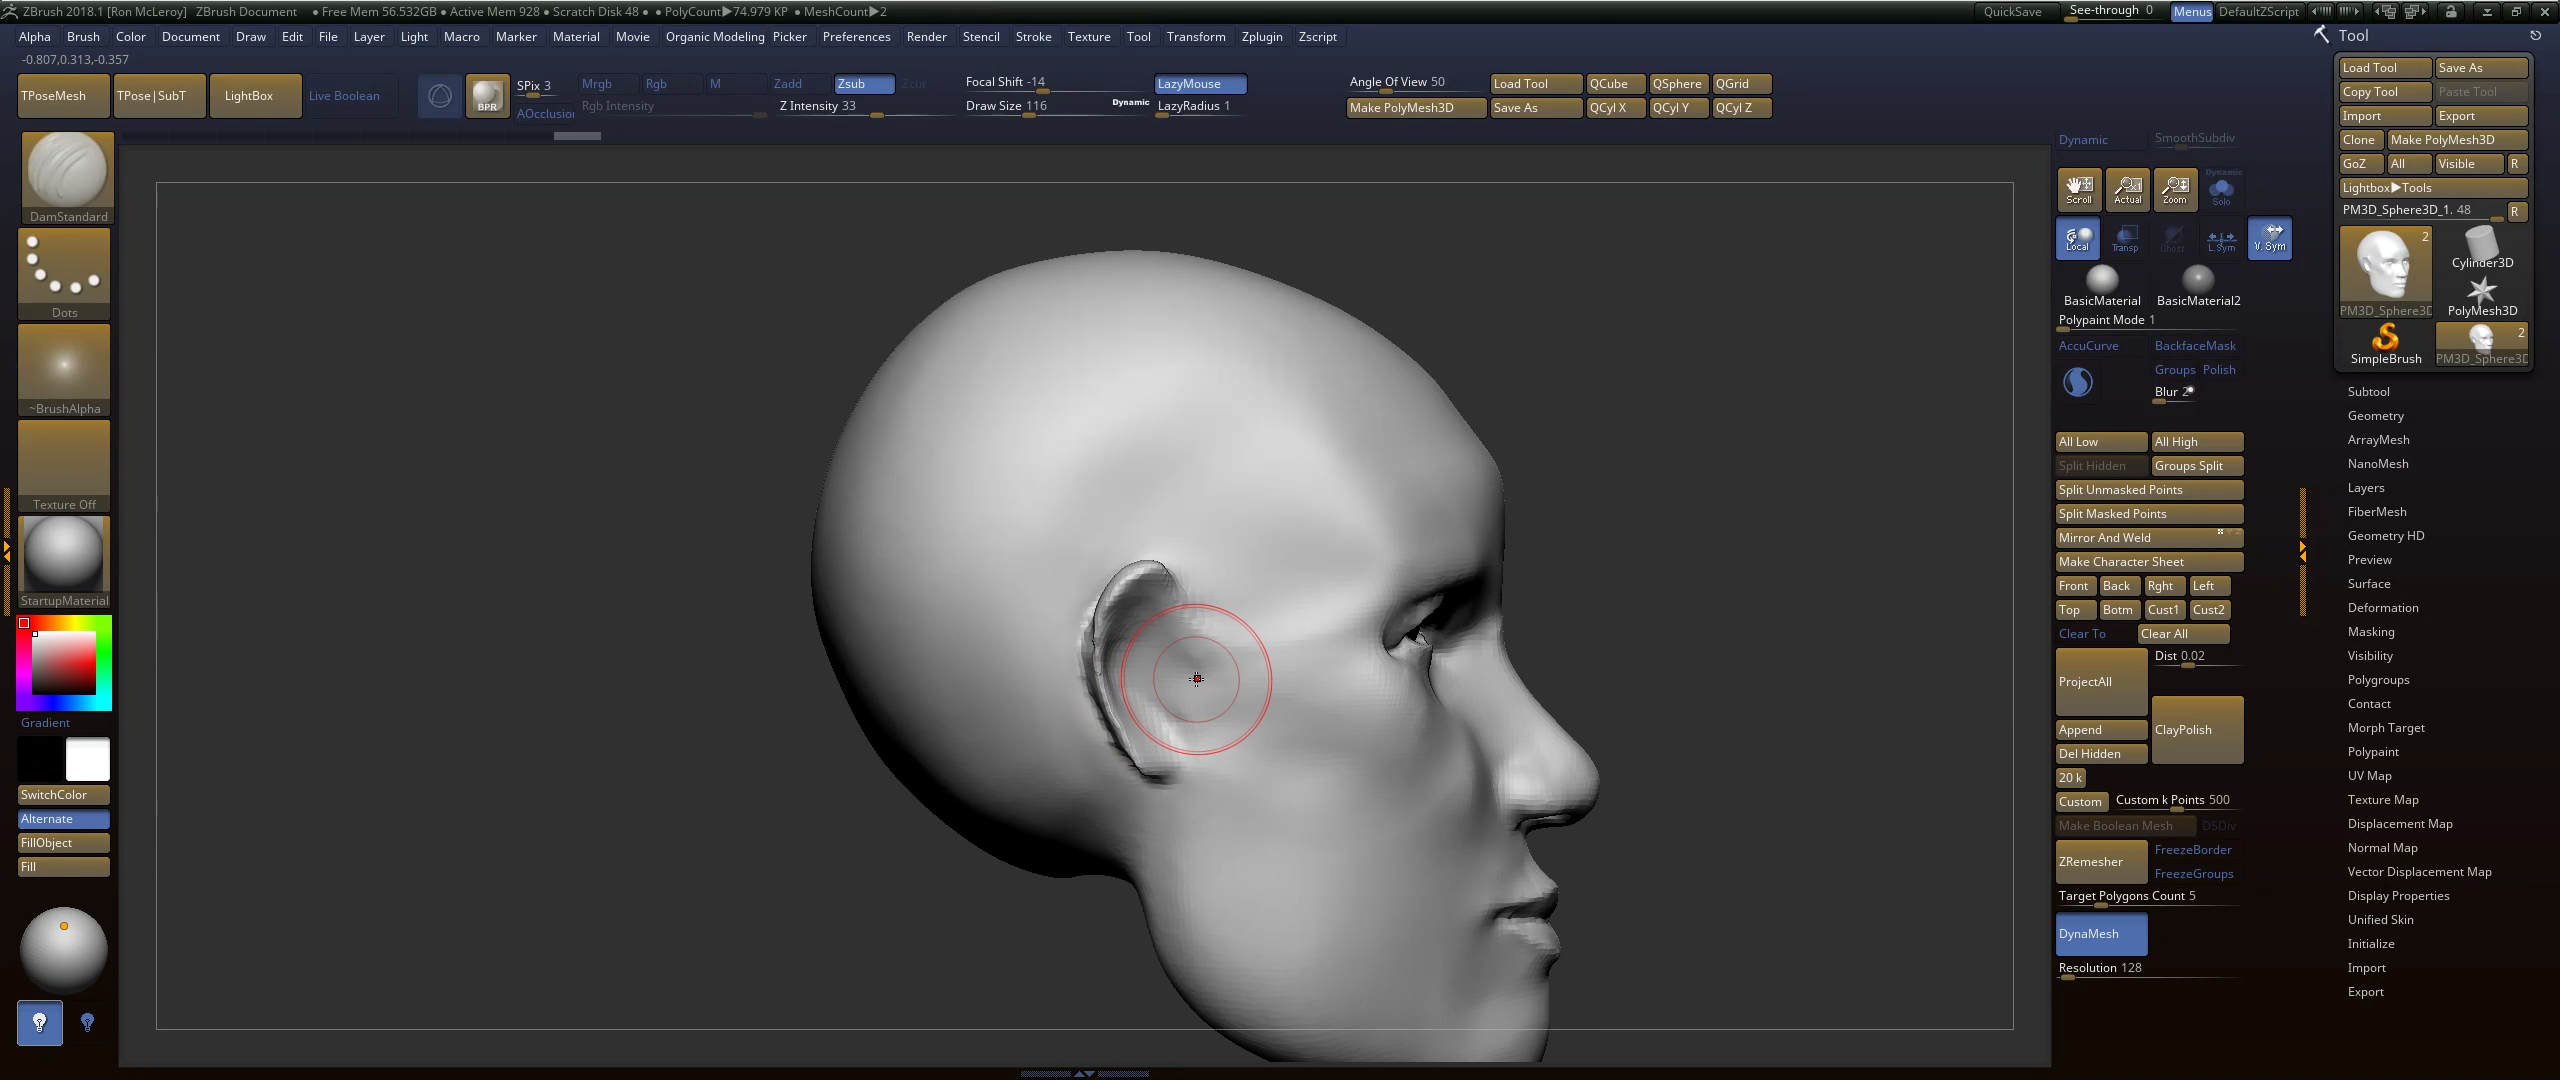 ZBrush 2018.1 [Ron McLeroy] ZBrush Document • Free Mem 56.532GB • Active Mem 928 • Scratch Disk 48 • • PolyCount▶74.979 KP • MeshCount▶2 QuickSave See-through 0 Menus DefaultZScript
Alpha Brush Color Document Draw Edit File Layer Light Macro Marker Material Movie Organic Modeling Picker Preferences Render Stencil Stroke Texture Tool Transform Zplugin Zscript
-0.807,0.313,-0.357
TPoseMesh TPose|SubT LightBox Live Boolean BPR SPix 3 AOcclusion
Mrgb Rgb M Zadd Zsub Zcut
Rgb Intensity Z Intensity 33
Focal Shift -14
Draw Size 116 Dynamic
LazyMouse
LazyRadius 1
Angle Of View 50 Load Tool QCube QSphere QGrid
Make PolyMesh3D Save As QCyl X QCyl Y QCyl Z
DamStandard
Dots
~BrushAlpha
Texture Off
StartupMaterial
Gradient
SwitchColor
Alternate
FillObject
Fill
Dynamic SmoothSubdiv
Scroll Actual Zoom Dynamic Solo
Local Transp Ghost L.Sym V. Sym
BasicMaterial BasicMaterial2
Polypaint Mode 1
AccuCurve BackfaceMask
Groups Polish
Blur 2
All Low All High
Split Hidden Groups Split
Split Unmasked Points
Split Masked Points
Mirror And Weld
Make Character Sheet
Front Back Rght Left
Top Botm Cust1 Cust2
Clear To Clear All
ProjectAll Dist 0.02
Append ClayPolish
Del Hidden
20 k
Custom Custom k Points 500
Make Boolean Mesh DSDiv
ZRemesher FreezeBorder
FreezeGroups
Target Polygons Count 5
DynaMesh
Resolution 128
Tool
Load Tool Save As
Copy Tool Paste Tool
Import Export
Clone Make PolyMesh3D
GoZ All Visible R
Lightbox▶Tools
PM3D_Sphere3D_1. 48 R
2
Cylinder3D
PM3D_Sphere3D PolyMesh3D
2
SimpleBrush PM3D_Sphere3D
Subtool
Geometry
ArrayMesh
NanoMesh
Layers
FiberMesh
Geometry HD
Preview
Surface
Deformation
Masking
Visibility
Polygroups
Contact
Morph Target
Polypaint
UV Map
Texture Map
Displacement Map
Normal Map
Vector Displacement Map
Display Properties
Unified Skin
Initialize
Import
Export